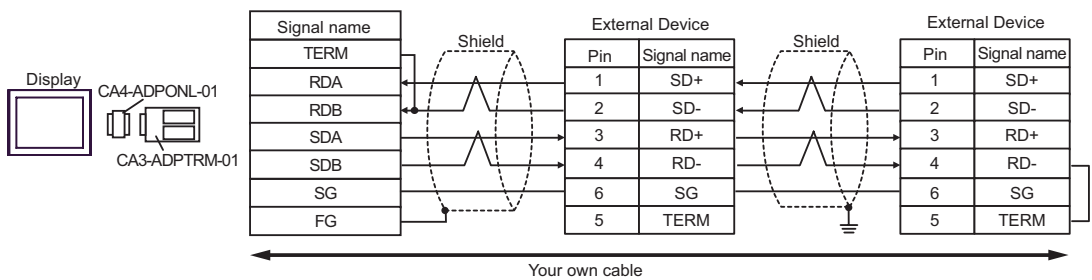 Display
CA4-ADPONL-01
CA3-ADPTRM-01
Signal name
TERM
RDA
RDB
SDA
SDB
SG
FG
Shield
External Device
Pin Signal name
1 SD+
2 SD-
3 RD+
4 RD-
6 SG
5 TERM
Shield
External Device
Pin Signal name
1 SD+
2 SD-
3 RD+
4 RD-
6 SG
5 TERM
Your own cable